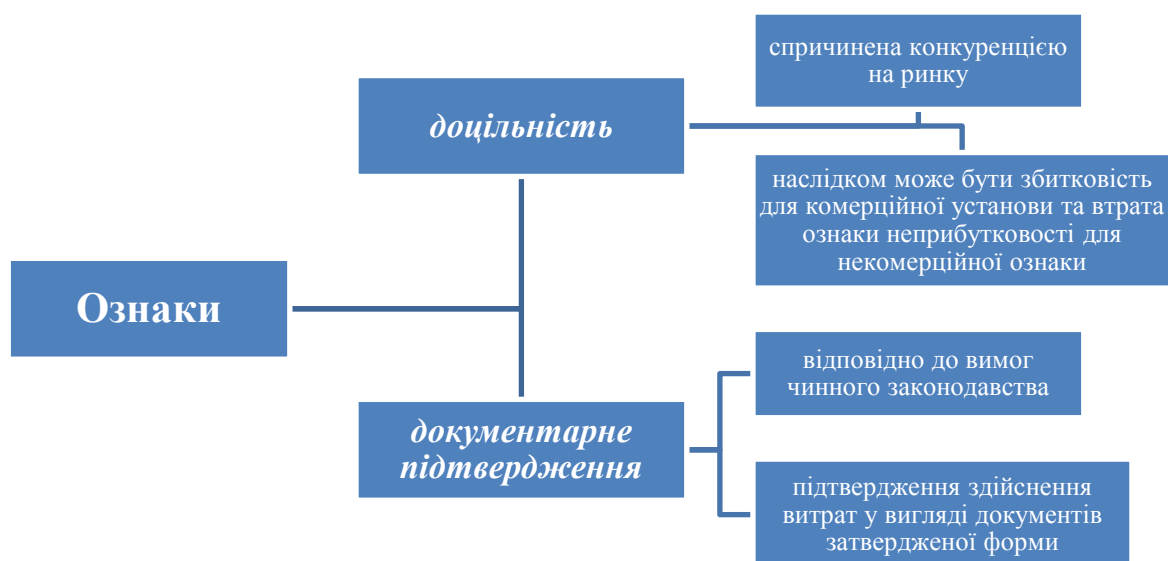 Ознаки
доцільність
спричинена конкуренцією
на ринку
наслідком може бути збитковість
для комерційної установи та втрата
ознаки неприбутковості для
некомерційної ознаки
документарне
підтвердження
відповідно до вимог
чинного законодавства
підтвердження здійснення
витрат у вигляді документів
затвердженої форми